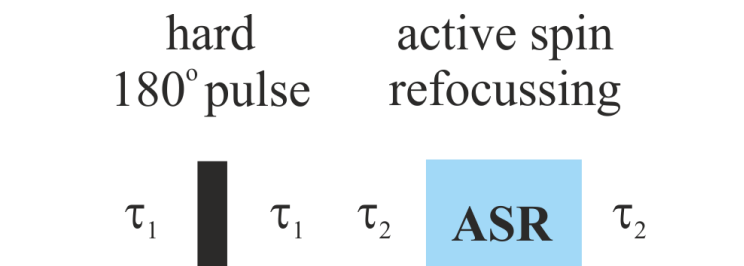 hard
180° pulse
active spin
refocussing
τ₁ τ₁ τ₂ ASR τ₂